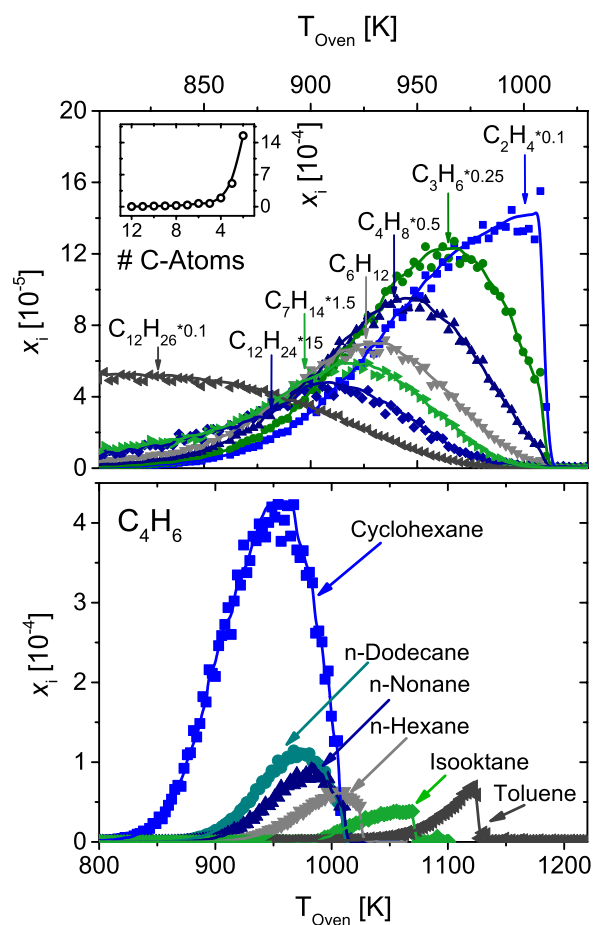 T_Oven [K]
850 900 950 1000
20
16
12
8
4
0
x_i [10^-5]
14
7
0
x_i [10^-4]
12 8 4
# C-Atoms
C2H4*0.1
C3H6*0.25
C4H8*0.5
C6H12
C7H14*1.5
C12H26*0.1
C12H24*15
C4H6
4
3
2
1
0
x_i [10^-4]
Cyclohexane
n-Dodecane
n-Nonane
n-Hexane
Isooktane
Toluene
800 900 1000 1100 1200
T_Oven [K]